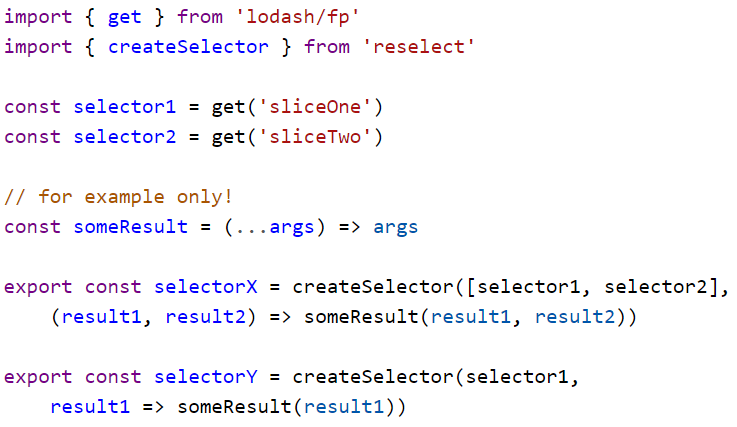 import { get } from 'lodash/fp'
import { createSelector } from 'reselect'

const selector1 = get('sliceOne')
const selector2 = get('sliceTwo')

// for example only!
const someResult = (...args) => args

export const selectorX = createSelector([selector1, selector2],
    (result1, result2) => someResult(result1, result2))

export const selectorY = createSelector(selector1,
    result1 => someResult(result1))